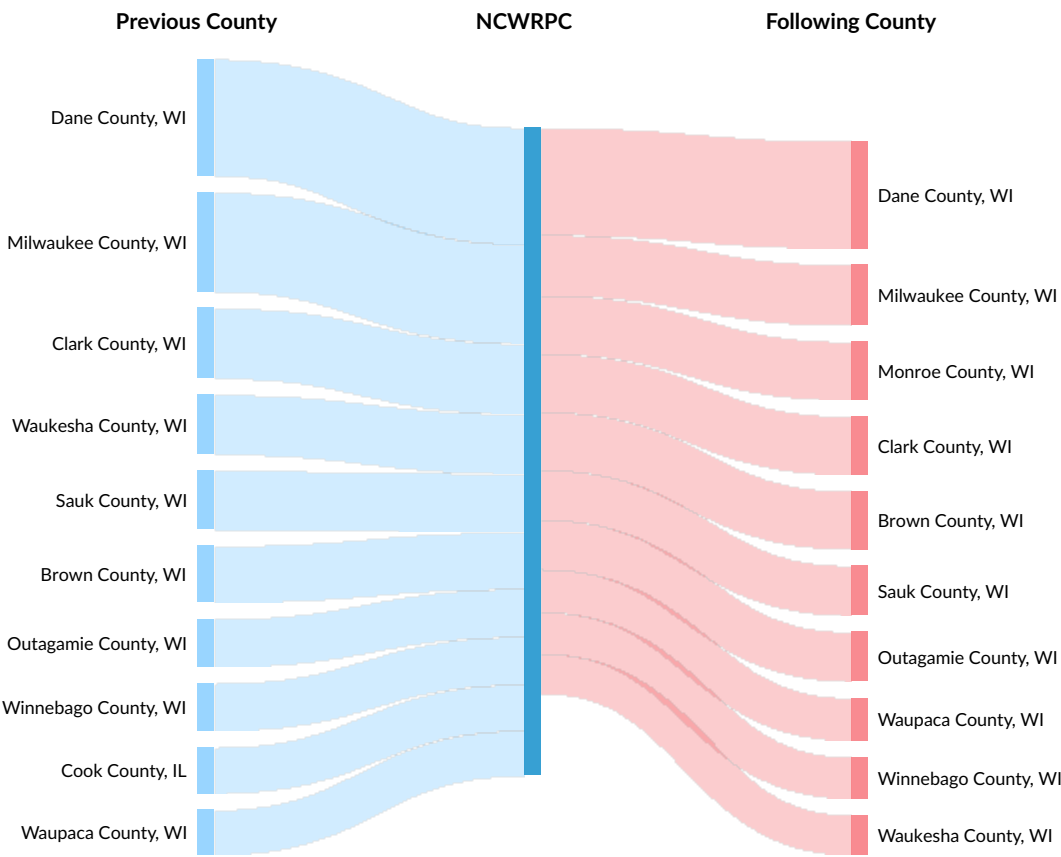 Previous County
NCWRPC
Following County
Dane County, WI
Milwaukee County, WI
Clark County, WI
Waukesha County, WI
Sauk County, WI
Brown County, WI
Outagamie County, WI
Winnebago County, WI
Cook County, IL
Waupaca County, WI
Dane County, WI
Milwaukee County, WI
Monroe County, WI
Clark County, WI
Brown County, WI
Sauk County, WI
Outagamie County, WI
Waupaca County, WI
Winnebago County, WI
Waukesha County, WI